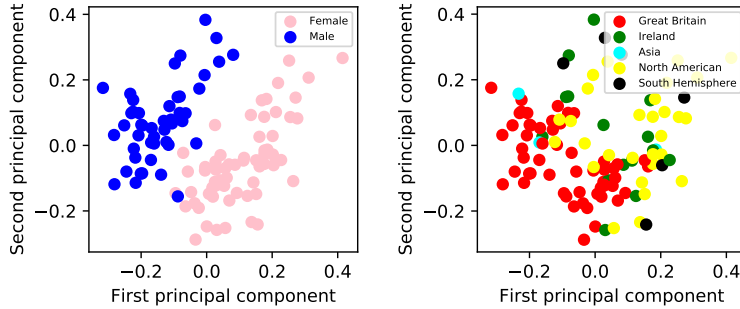 0.4
0.2
0.0
−0.2
−0.2
0.0
0.2
0.4
Second principal component
First principal component
Female
Male
0.4
0.2
0.0
−0.2
−0.2
0.0
0.2
0.4
Second principal component
First principal component
Great Britain
Ireland
Asia
North American
South Hemisphere